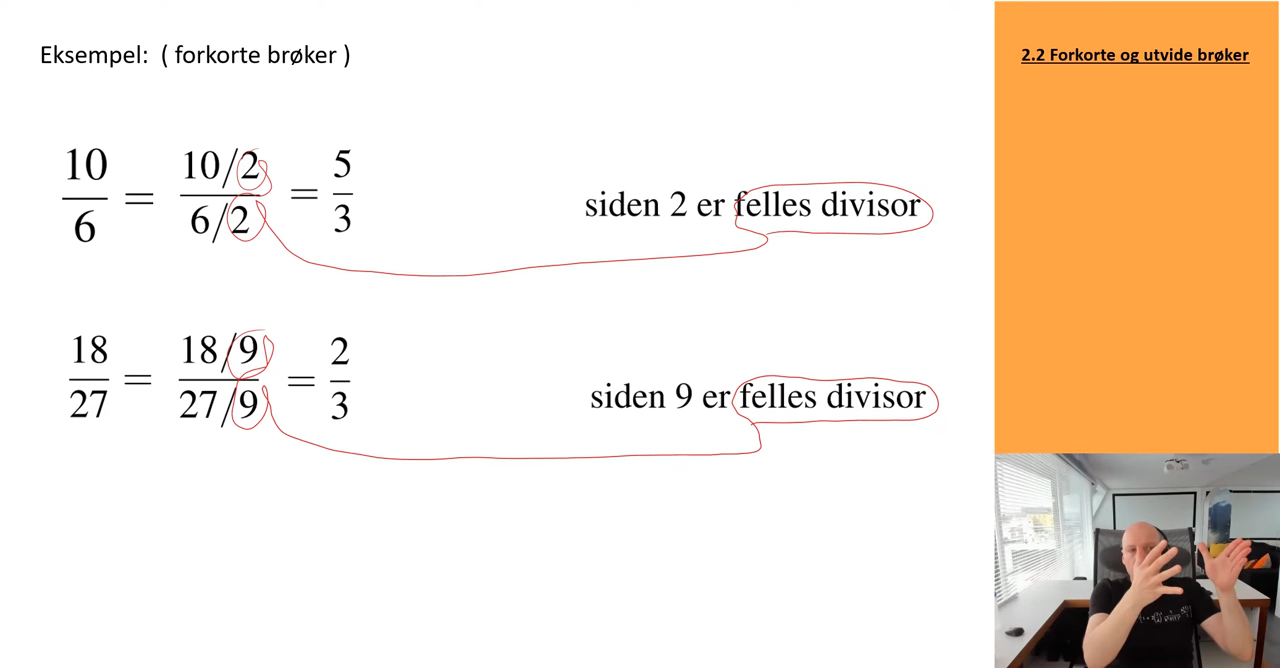 Eksempel: ( forkorte brøker )
2.2 Forkorte og utvide brøker
10/6 = (10/2)/(6/2) = 5/3
siden 2 er felles divisor
18/27 = (18/9)/(27/9) = 2/3
siden 9 er felles divisor